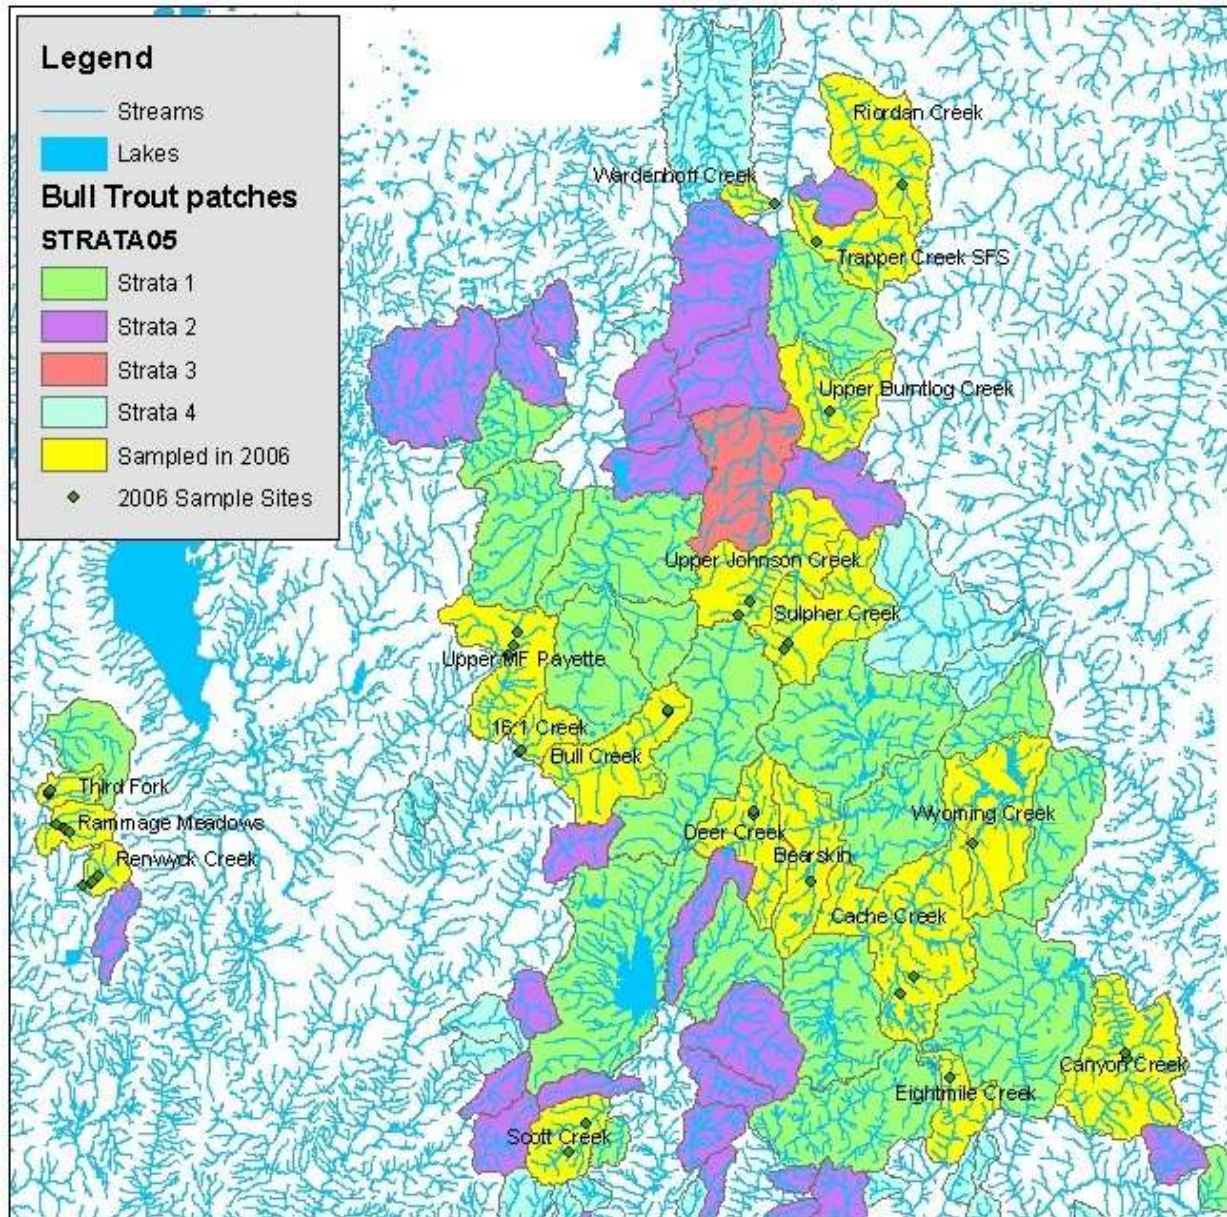 Legend
Streams
Lakes
Bull Trout patches
STRATA05
Strata 1
Strata 2
Strata 3
Strata 4
Sampled in 2006
2006 Sample Sites
Riordan Creek
Wardenhoff Creek
Trapper Creek SFS
Upper Burntlog Creek
Upper Johnson Creek
Sulpher Creek
Upper MF Payette
16:1 Creek
Bull Creek
Third Fork
Rammage Meadows
Renwyck Creek
Wyoming Creek
Deer Creek
Bearskin
Cache Creek
Canyon Creek
Eightmile Creek
Scott Creek